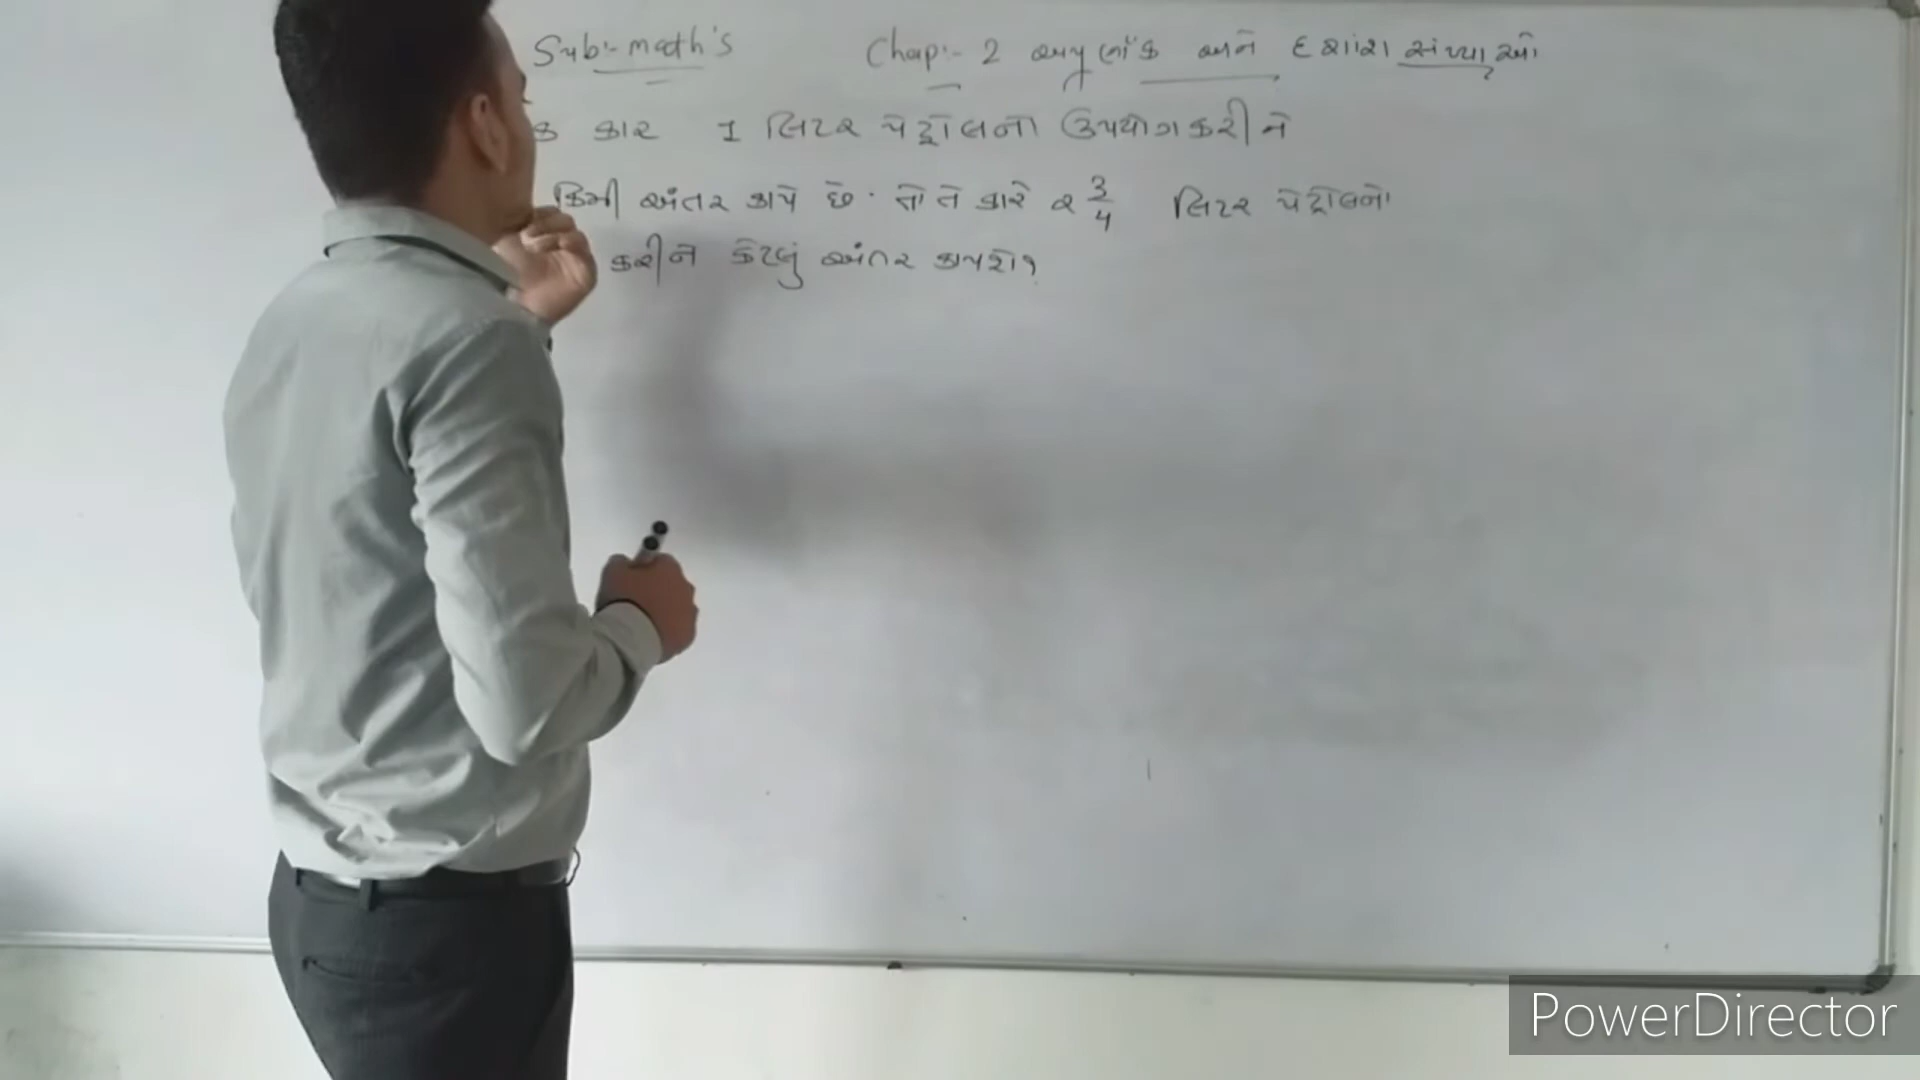 Sub:- math's Chap:- 2 અપૂર્ણાંક અને દશાંશ સંખ્યાઓ
ક કાર 1 લિટર પેટ્રોલનો ઉપયોગ કરીને
કિમી અંતર કાપે છે. તો તે કાર ૨ 3/4 લિટર પેટ્રોલનો
કરીને કેટલું અંતર કાપશે?
PowerDirector